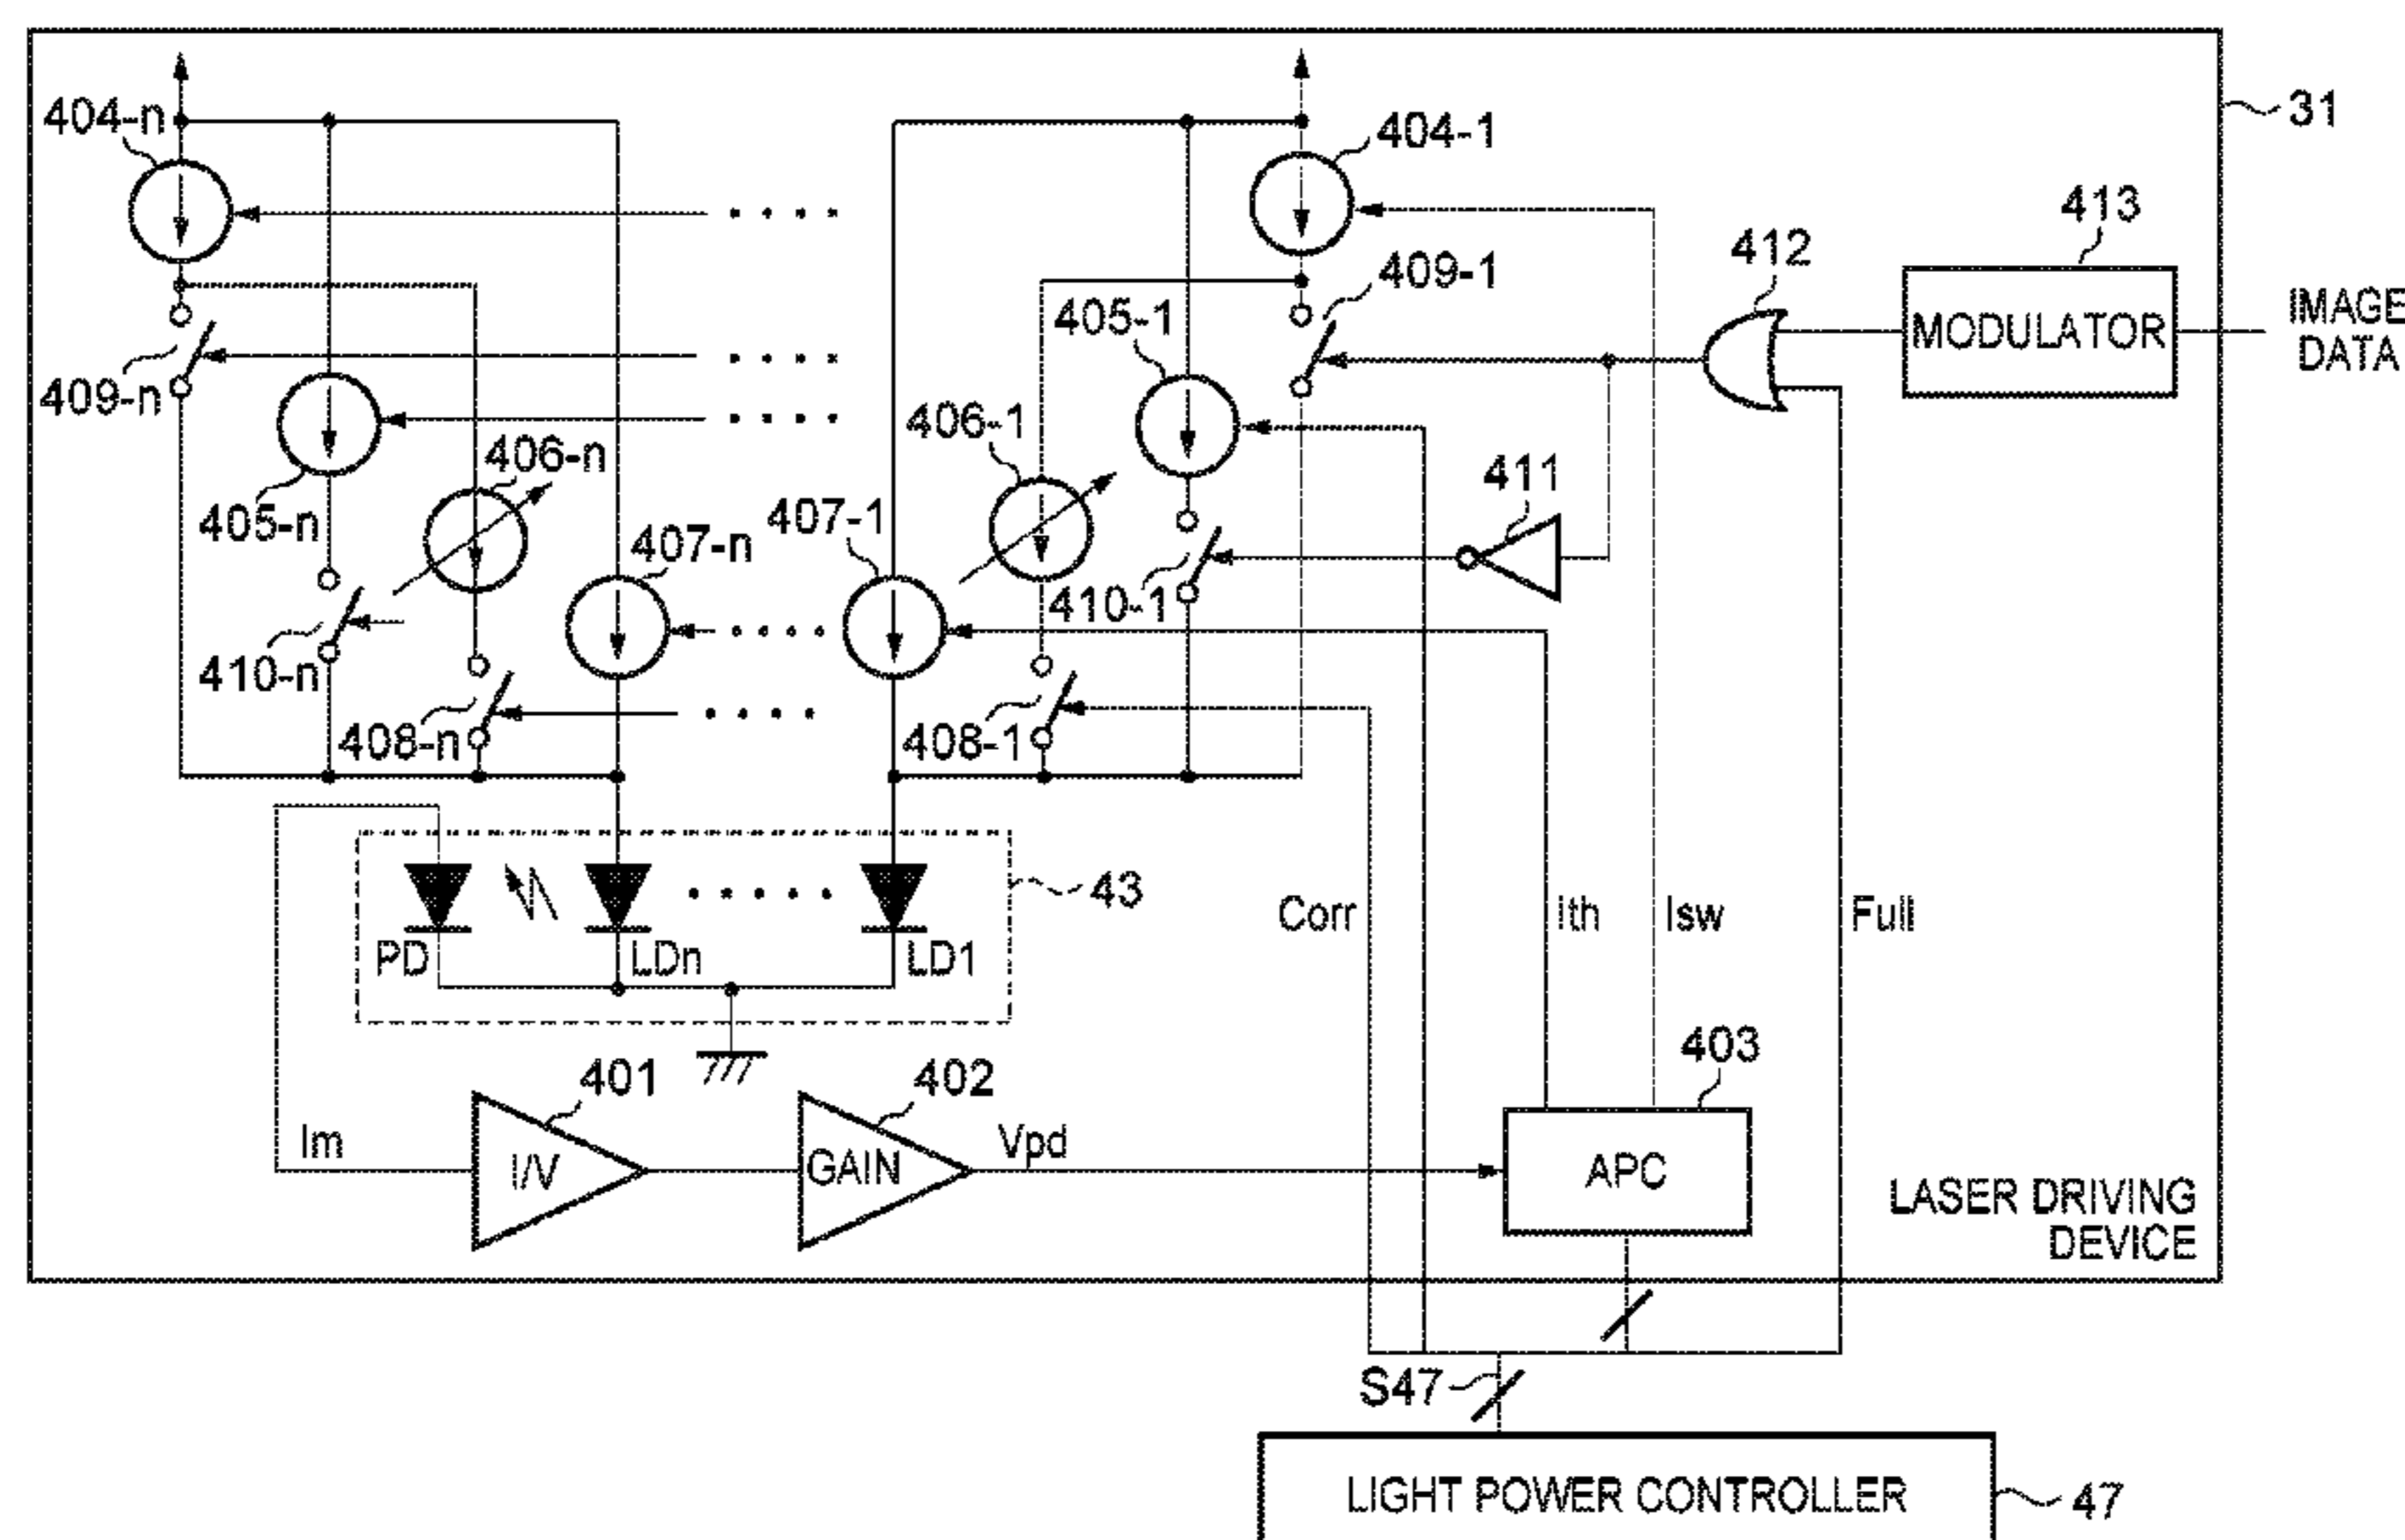 31
404-n
404-1
413
412
409-1
MODULATOR
IMAGE
DATA
405-1
409-n
406-1
406-n
411
405-n
407-n
407-1
410-1
410-n
408-n
408-1
43
Corr
Ith
Isw
Full
PD
LDn
LD1
403
401
402
Im
I/V
GAIN
Vpd
APC
LASER DRIVING
DEVICE
S47
LIGHT POWER CONTROLLER
47